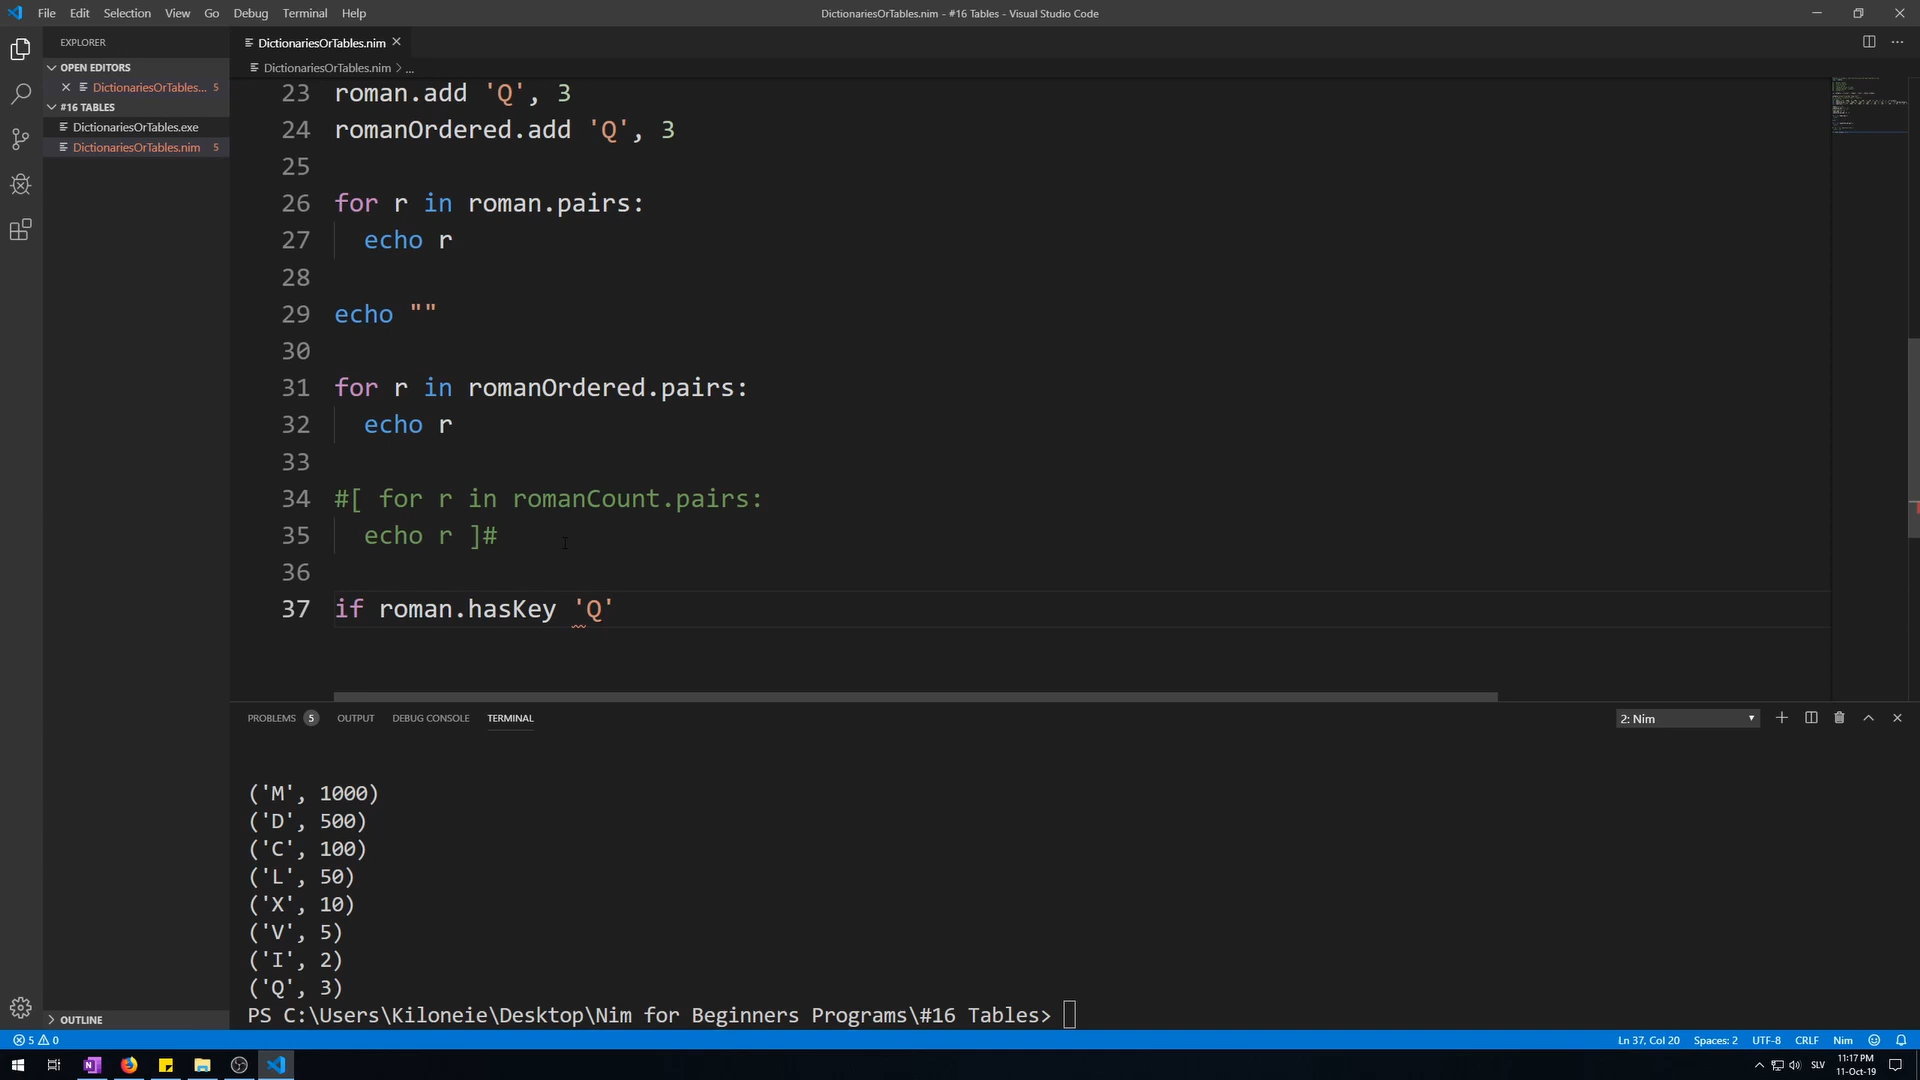 File Edit Selection View Go Debug Terminal Help
DictionariesOrTables.nim - #16 Tables - Visual Studio Code
EXPLORER
OPEN EDITORS
DictionariesOrTables... 5
#16 TABLES
DictionariesOrTables.exe
DictionariesOrTables.nim 5
OUTLINE
DictionariesOrTables.nim
DictionariesOrTables.nim > ...
23 roman.add 'Q', 3
24 romanOrdered.add 'Q', 3
25
26 for r in roman.pairs:
27 echo r
28
29 echo ""
30
31 for r in romanOrdered.pairs:
32 echo r
33
34 #[ for r in romanCount.pairs:
35 echo r ]#
36
37 if roman.hasKey 'Q'
PROBLEMS 5 OUTPUT DEBUG CONSOLE TERMINAL
2: Nim
('M', 1000)
('D', 500)
('C', 100)
('L', 50)
('X', 10)
('V', 5)
('I', 2)
('Q', 3)
PS C:\Users\Kiloneie\Desktop\Nim for Beginners Programs\#16 Tables>
5 0
Ln 37, Col 20 Spaces: 2 UTF-8 CRLF Nim
SLV
11:17 PM
11-Oct-19